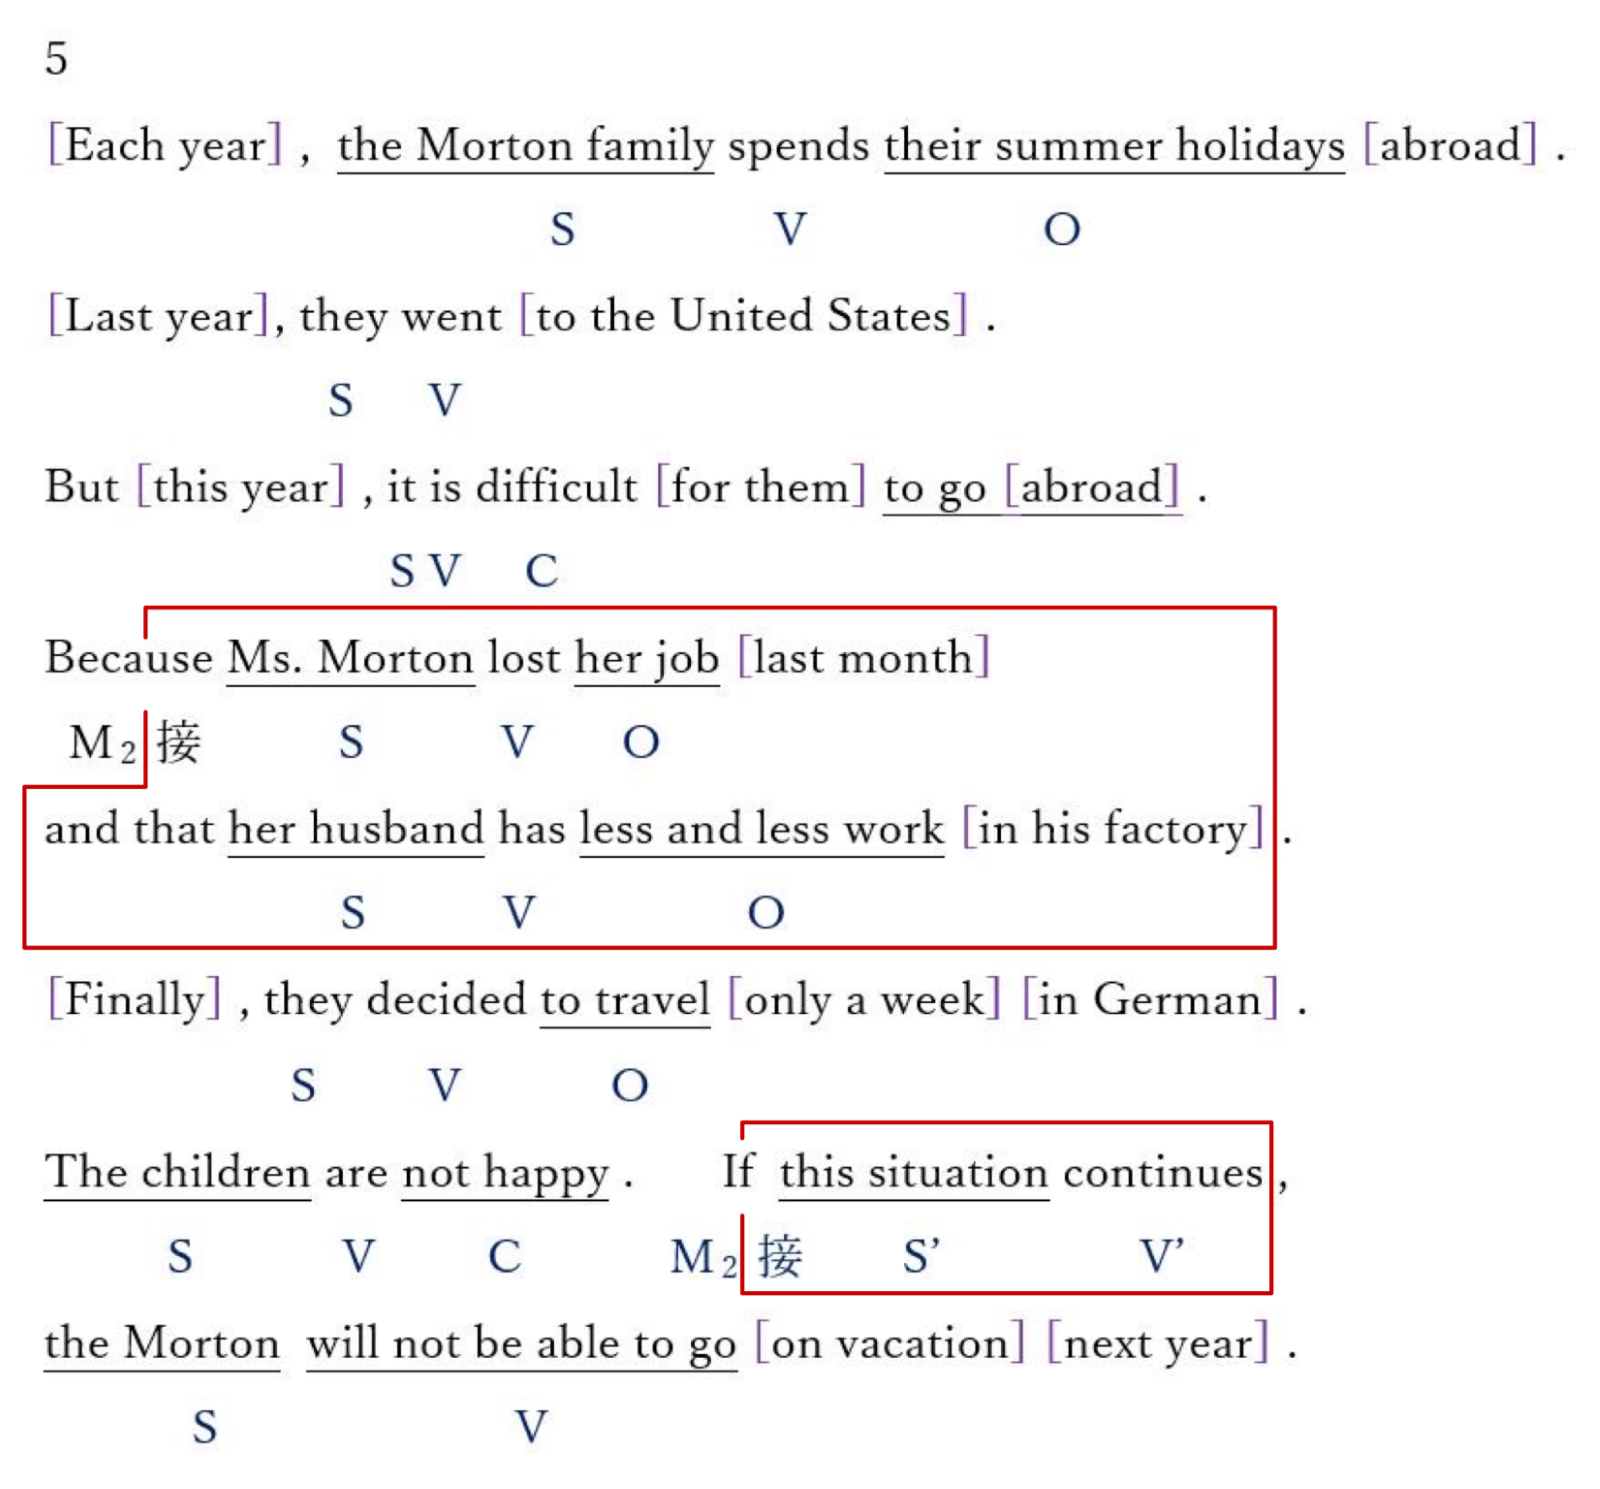 5
[Each year] , the Morton family spends their summer holidays [abroad] .
S V O
[Last year], they went [to the United States] .
S V
But [this year] , it is difficult [for them] to go [abroad] .
S V C
Because Ms. Morton lost her job [last month]
M₂ 接 S V O
and that her husband has less and less work [in his factory] .
S V O
[Finally] , they decided to travel [only a week] [in German] .
S V O
The children are not happy . If this situation continues ,
S V C M₂ 接 S’ V’
the Morton will not be able to go [on vacation] [next year] .
S V